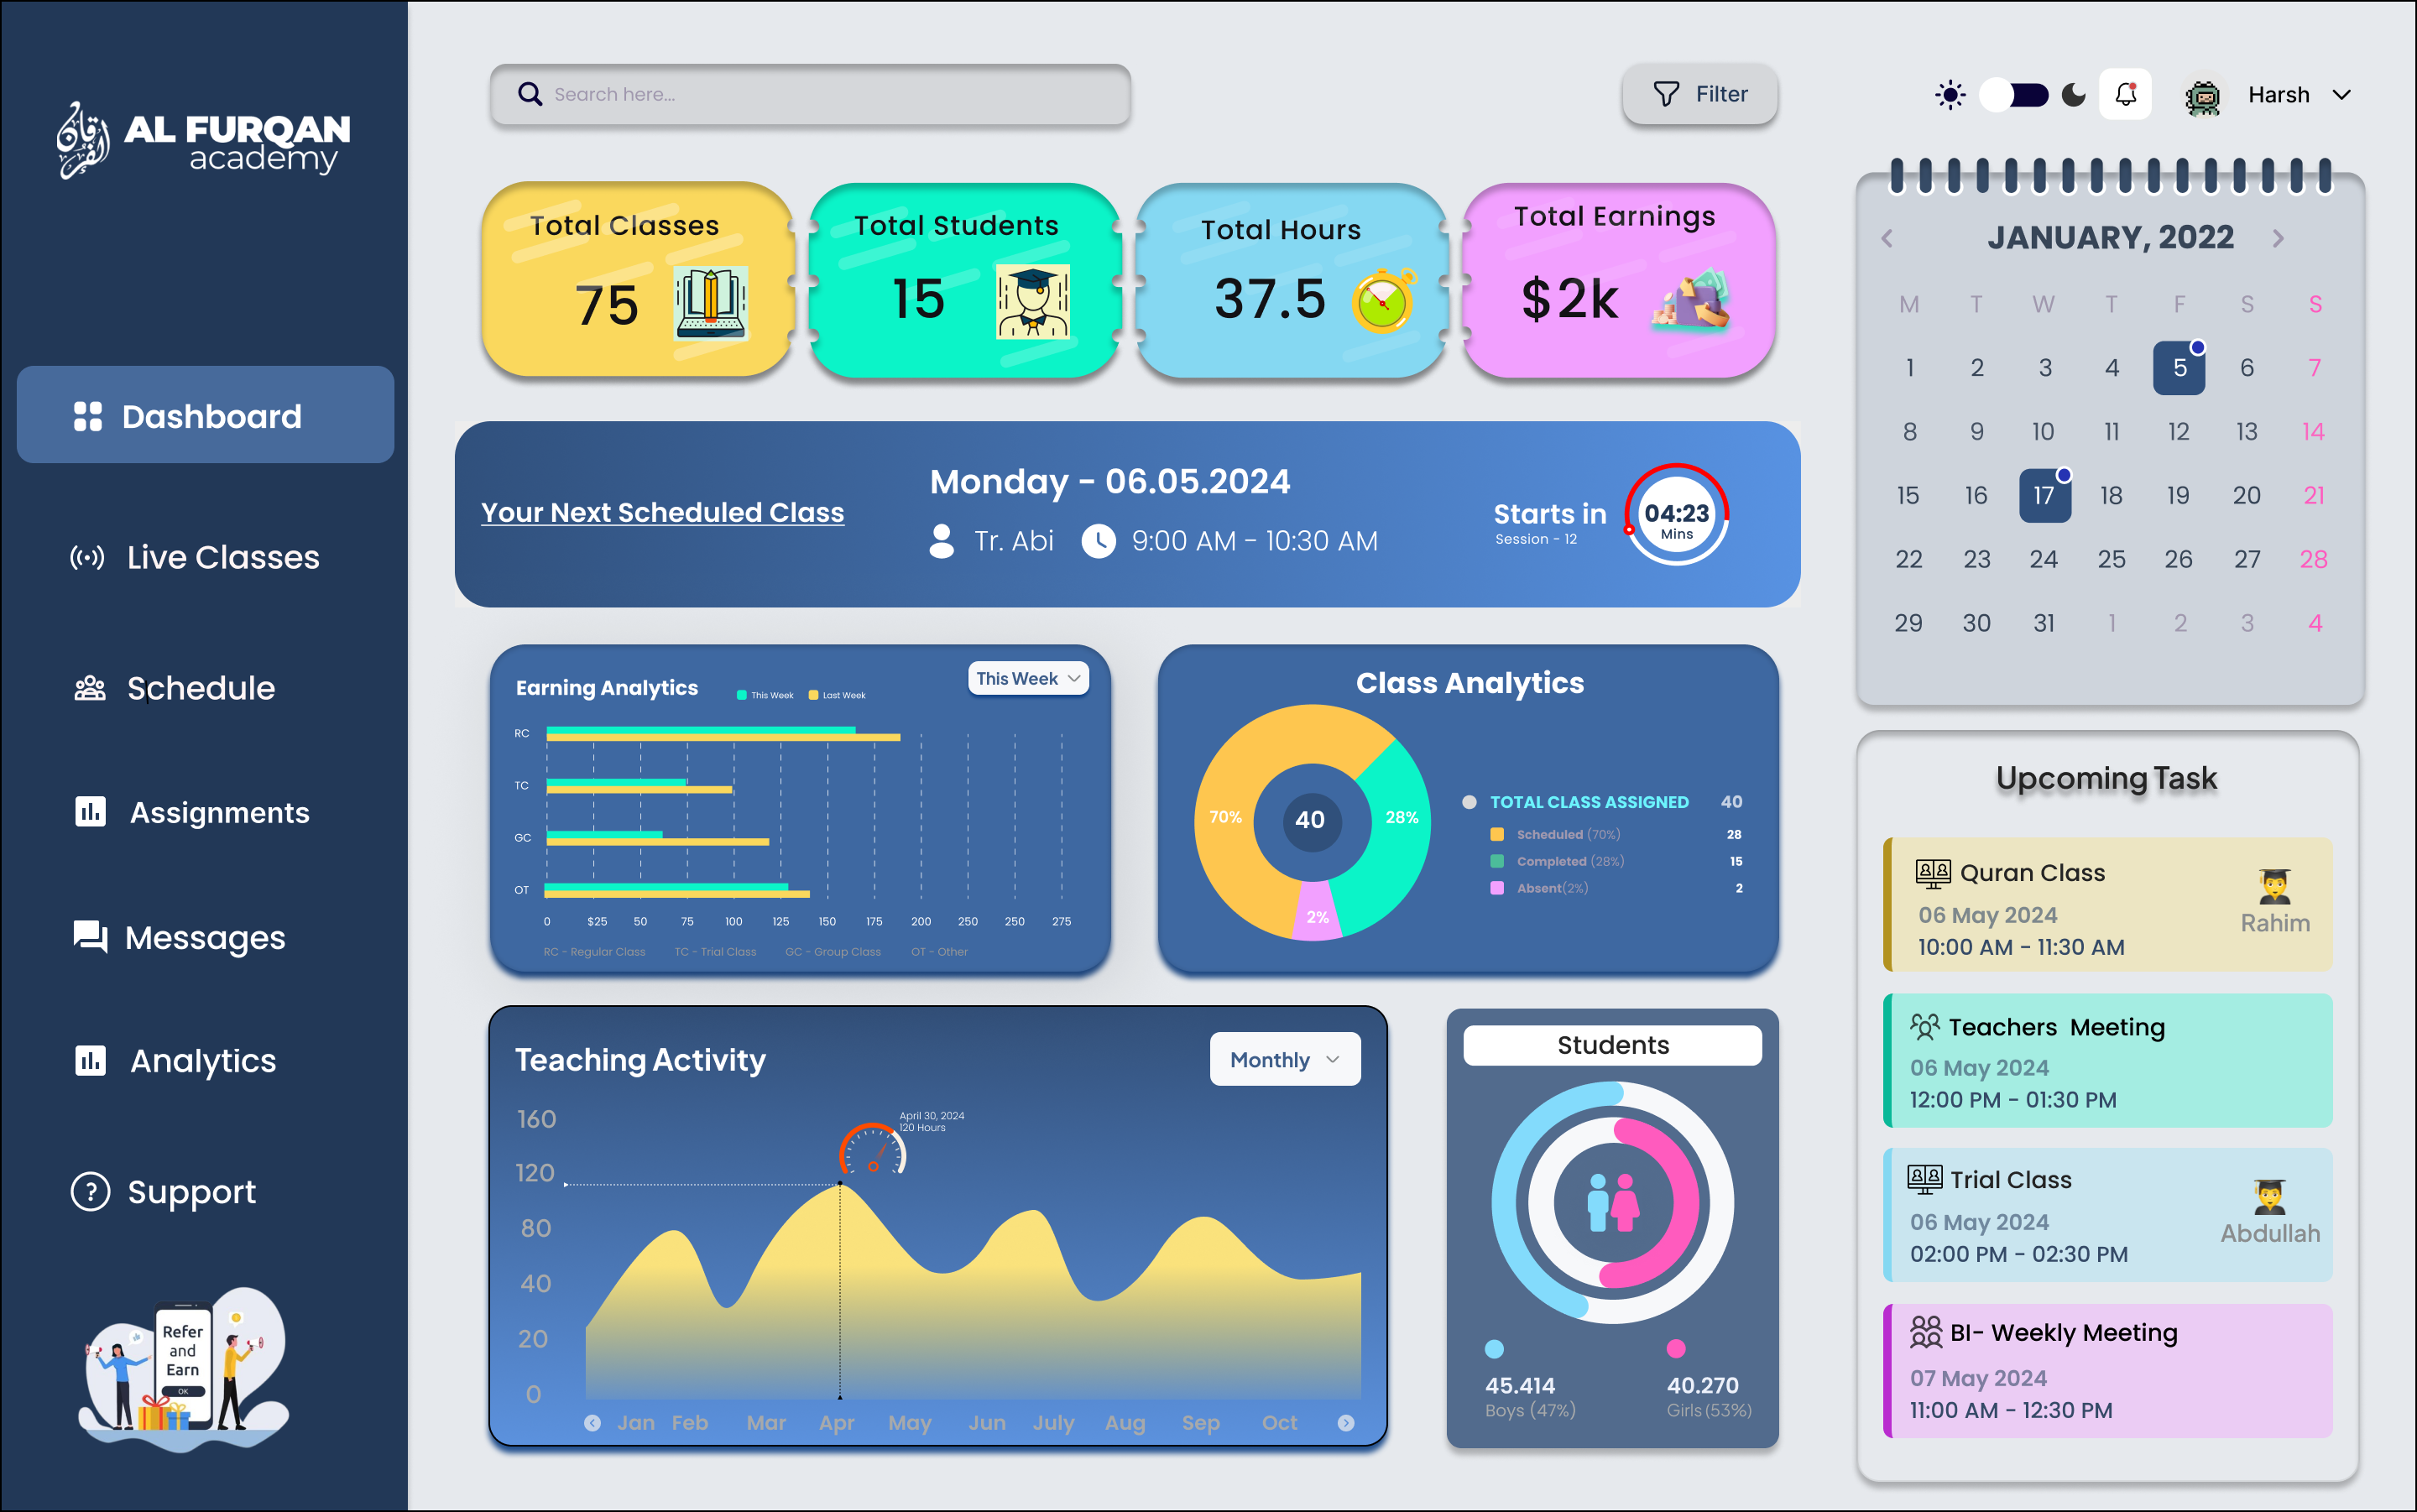 القرآن
AL FURQAN
academy
Dashboard
Live Classes
Schedule
Assignments
Messages
Analytics
Support
Refer
and
Earn
OK
Search here...
Filter
Harsh
Total Classes
75
Total Students
15
Total Hours
37.5
Total Earnings
$2k
Your Next Scheduled Class
Monday - 06.05.2024
Tr. Abi 9:00 AM - 10:30 AM
Starts in
Session - 12
04:23
Mins
Earning Analytics
This Week Last Week
This Week
RC
TC
GC
OT
0 $25 50 75 100 125 150 175 200 250 250 275
RC - Regular Class TC - Trial Class GC - Group Class OT - Other
Class Analytics
70%
40
28%
2%
TOTAL CLASS ASSIGNED 40
Scheduled (70%) 28
Completed (28%) 15
Absent(2%) 2
Teaching Activity
Monthly
April 30, 2024
120 Hours
160
120
80
40
20
0
Jan Feb Mar Apr May Jun July Aug Sep Oct
Students
45.414
Boys (47%)
40.270
Girls (53%)
JANUARY, 2022
M T W T F S S
1 2 3 4 5 6 7
8 9 10 11 12 13 14
15 16 17 18 19 20 21
22 23 24 25 26 27 28
29 30 31 1 2 3 4
Upcoming Task
Quran Class
06 May 2024
10:00 AM - 11:30 AM
Rahim
Teachers Meeting
06 May 2024
12:00 PM - 01:30 PM
Trial Class
06 May 2024
02:00 PM - 02:30 PM
Abdullah
BI- Weekly Meeting
07 May 2024
11:00 AM - 12:30 PM